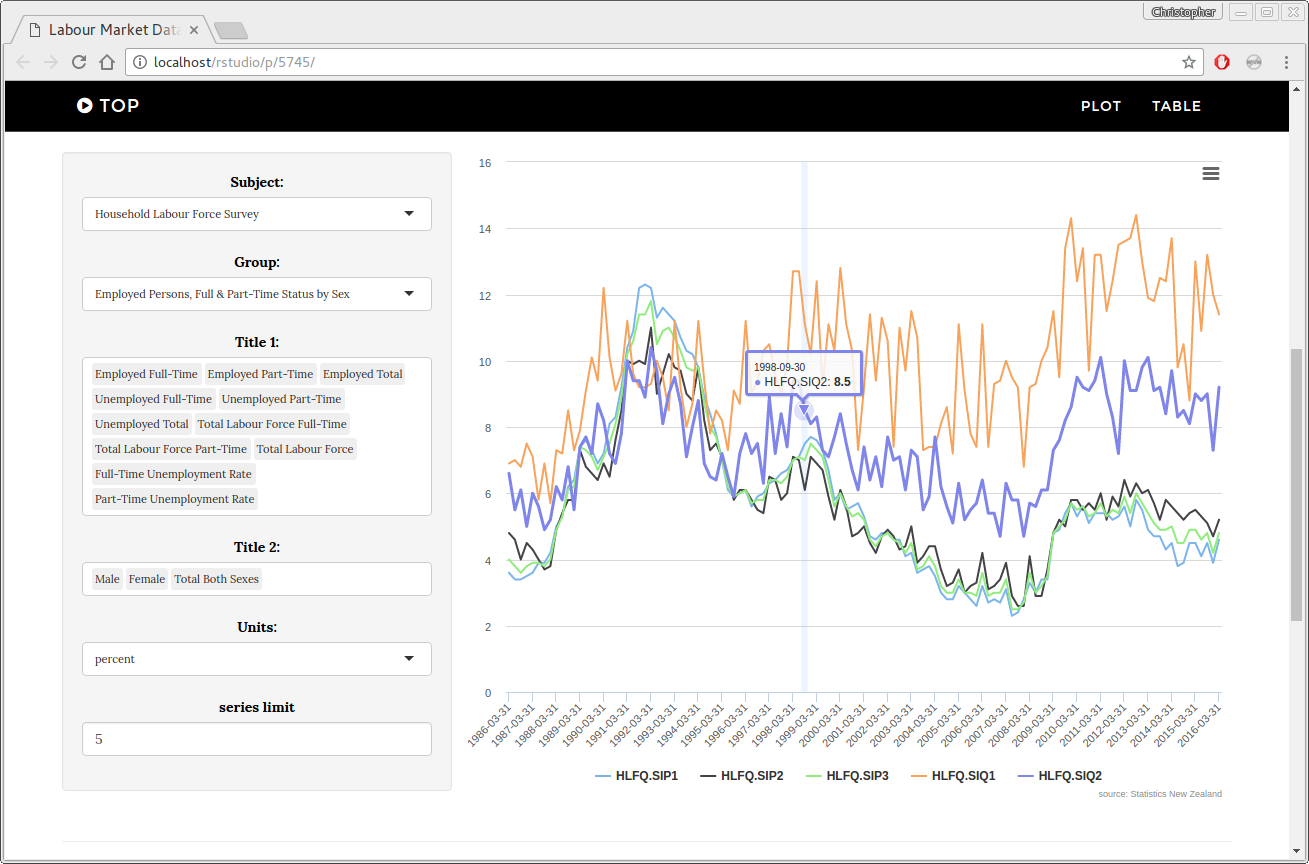 Christopher
Labour Market Data
localhost/rstudio/p/5745/
TOP PLOT TABLE
Subject:
Household Labour Force Survey
Group:
Employed Persons, Full & Part-Time Status by Sex
Title 1:
Employed Full-Time Employed Part-Time Employed Total
Unemployed Full-Time Unemployed Part-Time
Unemployed Total Total Labour Force Full-Time
Total Labour Force Part-Time Total Labour Force
Full-Time Unemployment Rate
Part-Time Unemployment Rate
Title 2:
Male Female Total Both Sexes
Units:
percent
series limit
5
16
14
12
10
8
6
4
2
0
1998-09-30
HLFQ.SIQ2: 8.5
1986-03-31
1987-03-31
1988-03-31
1989-03-31
1990-03-31
1991-03-31
1992-03-31
1993-03-31
1994-03-31
1995-03-31
1996-03-31
1997-03-31
1998-03-31
1999-03-31
2000-03-31
2001-03-31
2002-03-31
2003-03-31
2004-03-31
2005-03-31
2006-03-31
2007-03-31
2008-03-31
2009-03-31
2010-03-31
2011-03-31
2012-03-31
2013-03-31
2014-03-31
2015-03-31
2016-03-31
HLFQ.SIP1 HLFQ.SIP2 HLFQ.SIP3 HLFQ.SIQ1 HLFQ.SIQ2
source: Statistics New Zealand